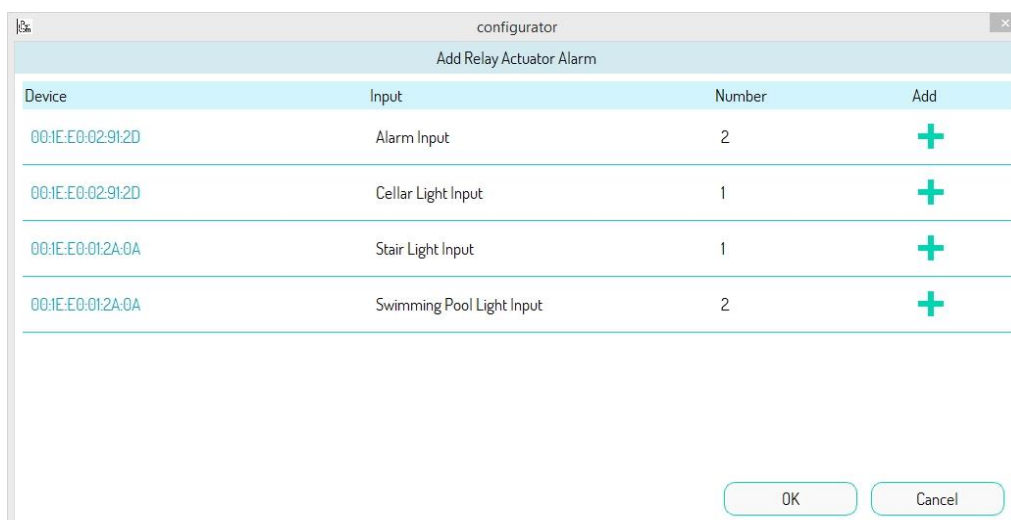 configurator
Add Relay Actuator Alarm
Device Input Number Add
00:1E:E0:02:91:2D Alarm Input 2
00:1E:E0:02:91:2D Cellar Light Input 1
00:1E:E0:01:2A:0A Stair Light Input 1
00:1E:E0:01:2A:0A Swimming Pool Light Input 2
OK Cancel